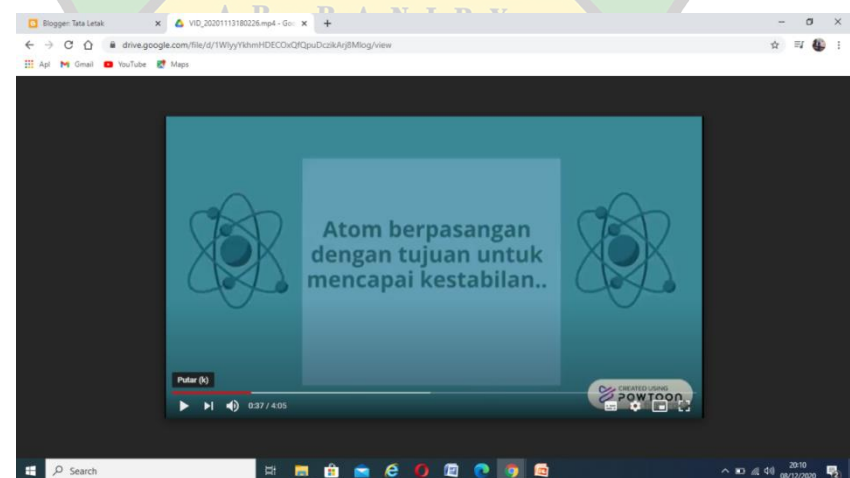 A R - R A N I R Y
Blogger: Tata Letak
VID_20201113180226.mp4 - Goo
drive.google.com/file/d/1WlyyYkhmHDECOxQfQpuDczikArj8Mlog/view
Apl Gmail YouTube Maps
Atom berpasangan
dengan tujuan untuk
mencapai kestabilan..
Putar (k)
CREATED USING
POWTOON
0:37 / 4:05
Search
20:10
08/12/2020